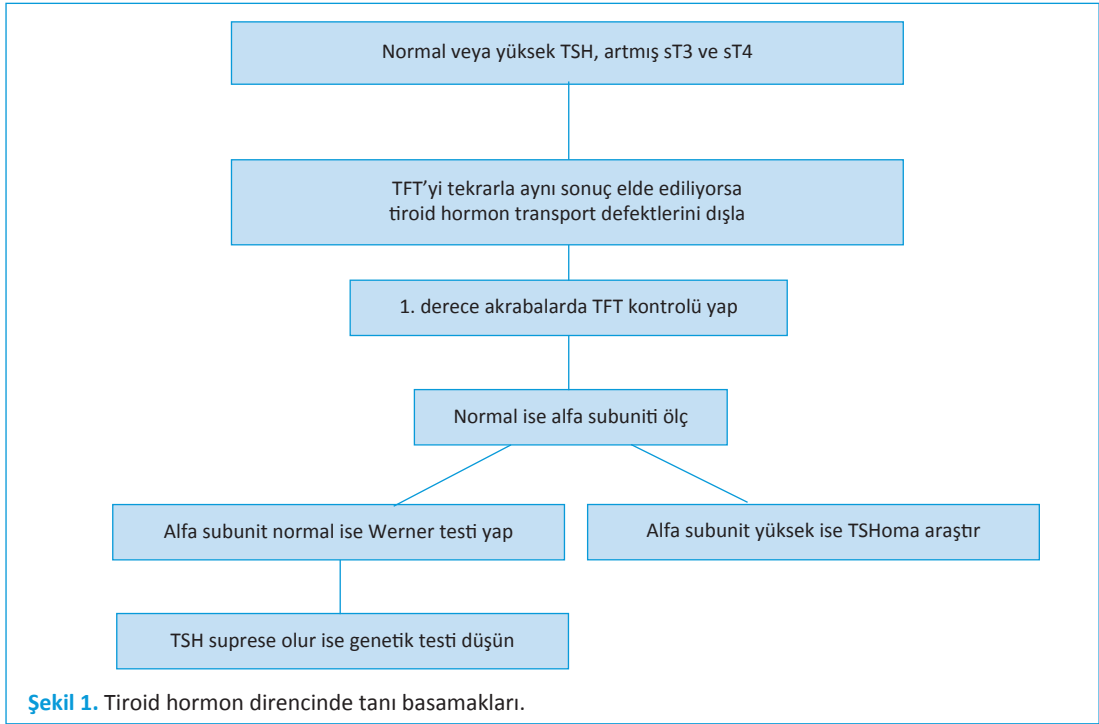 Normal veya yüksek TSH, artmış sT3 ve sT4
TFT’yi tekrarla aynı sonuç elde ediliyorsa
tiroid hormon transport defektlerini dışla
1. derece akrabalarda TFT kontrolü yap
Normal ise alfa subuniti ölç
Alfa subunit normal ise Werner testi yap
Alfa subunit yüksek ise TSHoma araştır
TSH suprese olur ise genetik testi düşün
Şekil 1. Tiroid hormon direncinde tanı basamakları.